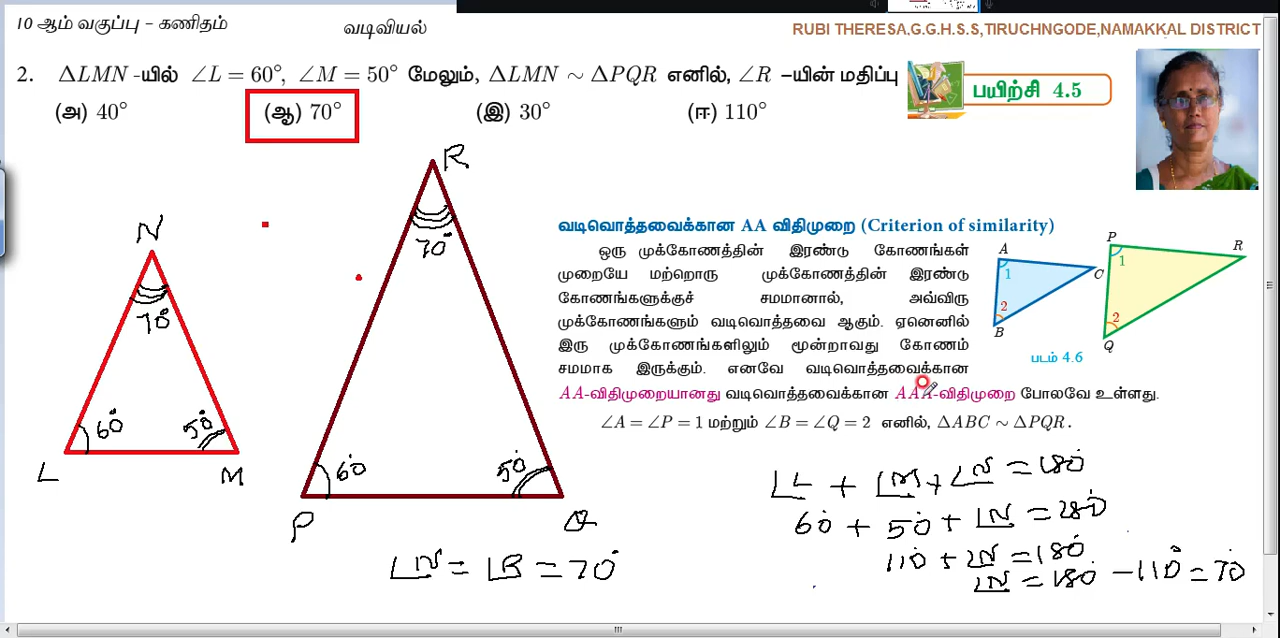 10 ஆம் வகுப்பு – கணிதம்
வடிவியல்
RUBI THERESA,G.G.H.S.S,TIRUCHNGODE,NAMAKKAL DISTRICT
2. ΔLMN -யில் ∠L = 60°, ∠M = 50° மேலும், ΔLMN ∼ ΔPQR எனில், ∠R –யின் மதிப்பு
(அ) 40° (ஆ) 70° (இ) 30° (ஈ) 110°
பயிற்சி 4.5
N
70°
60°
50°
L
M
R
70°
60°
50°
P
Q
வடிவொத்தவைக்கான AA விதிமுறை (Criterion of similarity)
ஒரு முக்கோணத்தின் இரண்டு கோணங்கள்
முறையே மற்றொரு முக்கோணத்தின் இரண்டு
கோணங்களுக்குச் சமமானால், அவ்விரு
முக்கோணங்களும் வடிவொத்தவை ஆகும். ஏனெனில்
இரு முக்கோணங்களிலும் மூன்றாவது கோணம்
சமமாக இருக்கும். எனவே வடிவொத்தவைக்கான
AA-விதிமுறையானது வடிவொத்தவைக்கான AAA-விதிமுறை போலவே உள்ளது.
∠A = ∠P = 1 மற்றும் ∠B = ∠Q = 2 எனில், ΔABC ∼ ΔPQR .
A
1
C
2
B
P
1
R
2
Q
படம் 4.6
∠L + ∠M + ∠N = 180°
60° + 50° + ∠N = 180°
110° + ∠N = 180°
∠N = 180° − 110° = 70°
∠N = ∠R = 70°